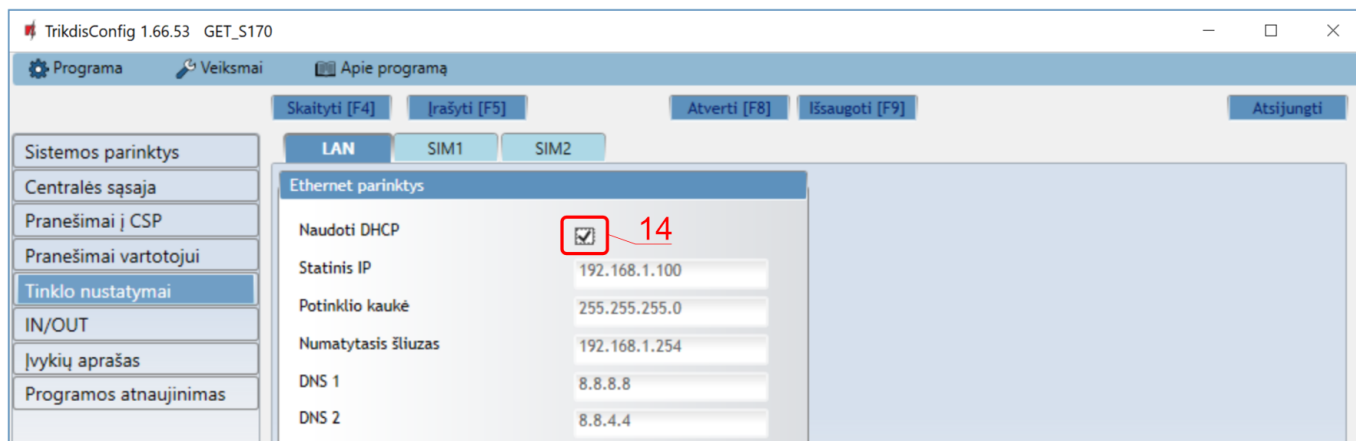 TrikdisConfig 1.66.53 GET_S170
Programa Veiksmai Apie programą
Skaityti [F4] Įrašyti [F5] Atverti [F8] Išsaugoti [F9] Atsijungti
LAN SIM1 SIM2
Sistemos parinktys
Centralės sąsaja
Pranešimai į CSP
Pranešimai vartotojui
Tinklo nustatymai
IN/OUT
Įvykių aprašas
Programos atnaujinimas
Ethernet parinktys
Naudoti DHCP 14
Statinis IP 192.168.1.100
Potinklio kaukė 255.255.255.0
Numatytasis šliuzas 192.168.1.254
DNS 1 8.8.8.8
DNS 2 8.8.4.4